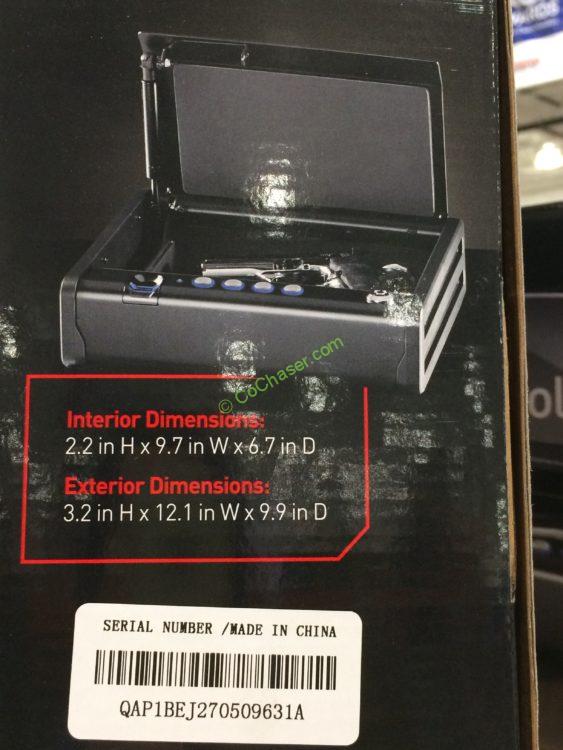 © CoChaser.com
Interior Dimensions:
2.2 in H x 9.7 in W x 6.7 in D
Exterior Dimensions:
3.2 in H x 12.1 in W x 9.9 in D
SERIAL NUMBER /MADE IN CHINA
QAP1BEJ270509631A
ol